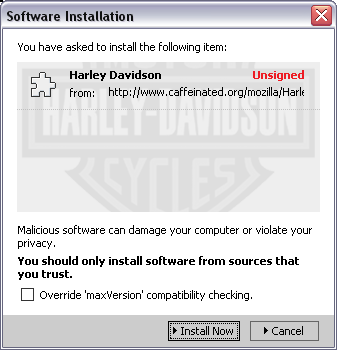 Software Installation
You have asked to install the following item:
Harley Davidson Unsigned
from: http://www.caffeinated.org/mozilla/Harle
MOTOR
HARLEY-DAVIDSON
CYCLES
Malicious software can damage your computer or violate your
privacy.
You should only install software from sources that
you trust.
Override 'maxVersion' compatibility checking.
Install Now Cancel